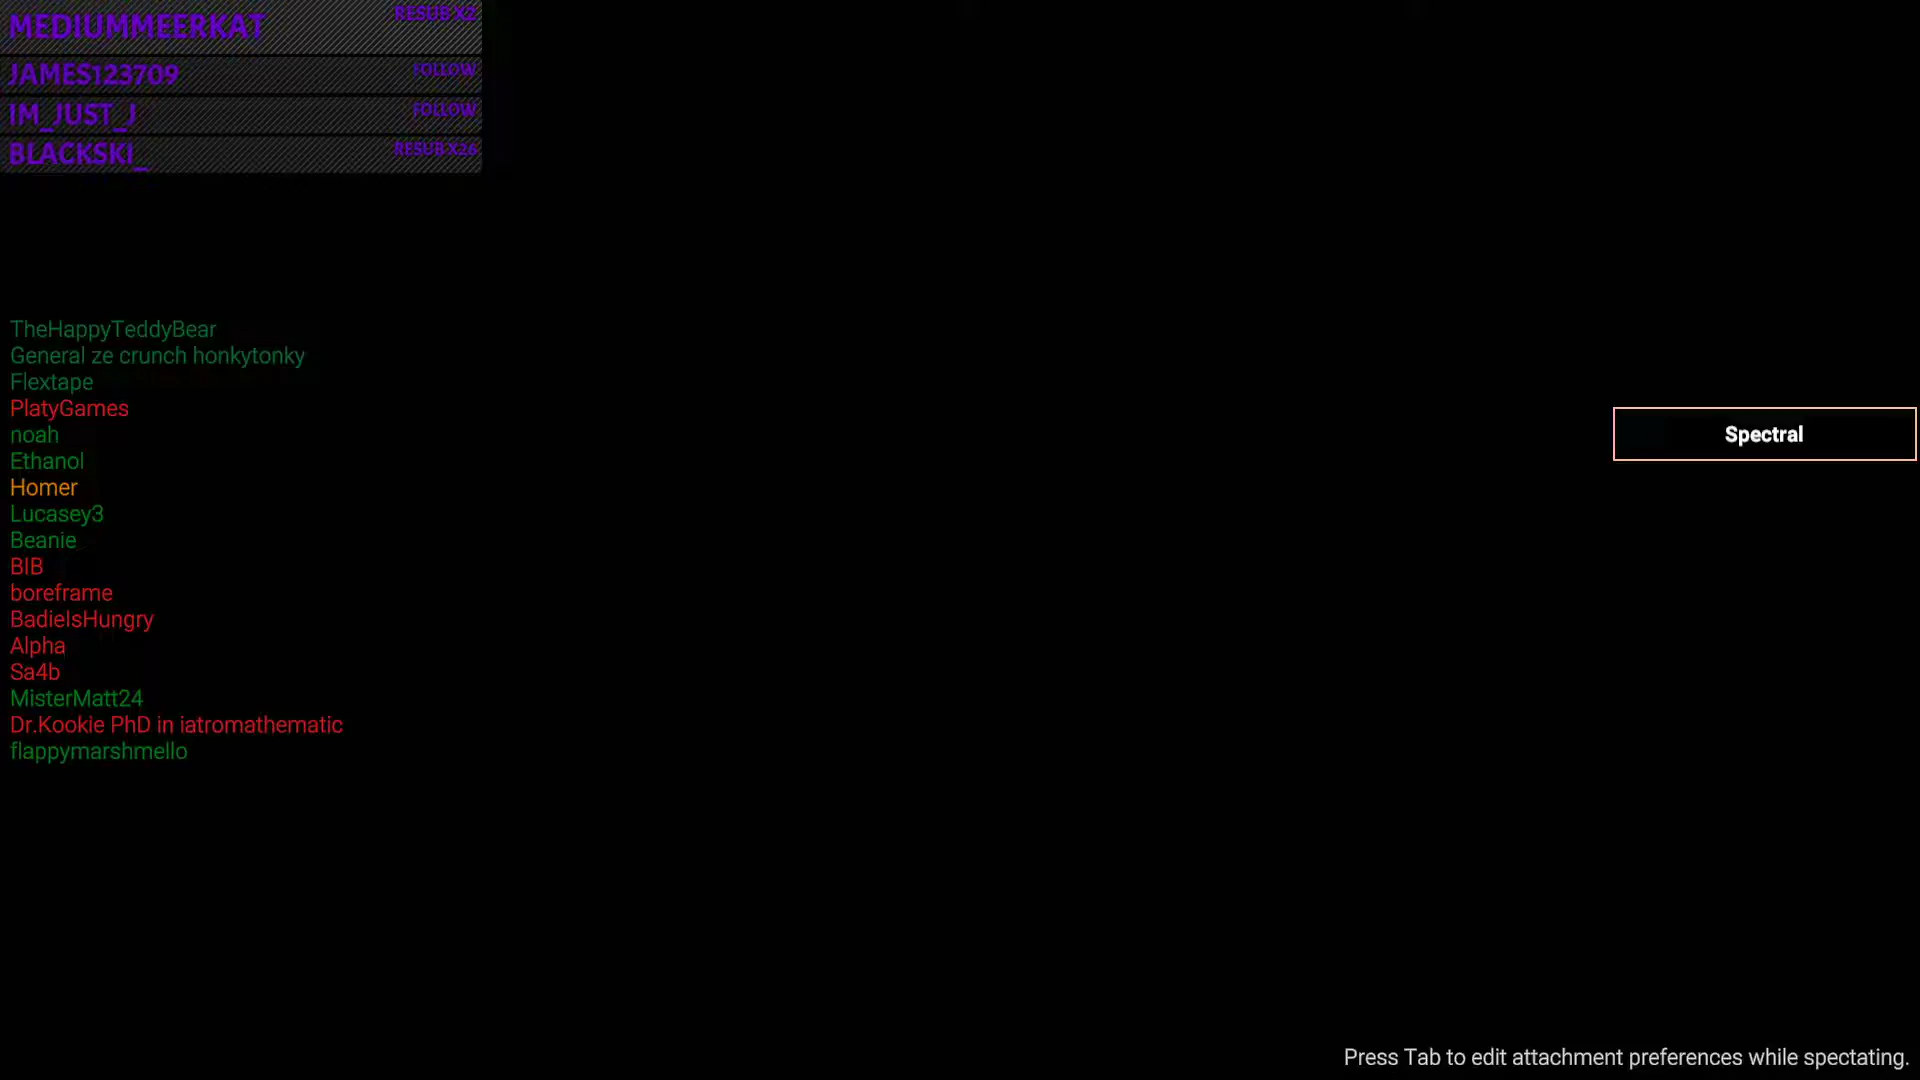 MEDIUMMEERKAT RESUB X2
JAMES123709 FOLLOW
IM_JUST_J FOLLOW
BLACKSKI_ RESUB X26
TheHappyTeddyBear
General ze crunch honkytonky
Flextape
PlatyGames
noah
Ethanol
Homer
Lucasey3
Beanie
BIB
boreframe
BadieIsHungry
Alpha
Sa4b
MisterMatt24
Dr.Kookie PhD in iatromathematic
flappymarshmello
Spectral
Press Tab to edit attachment preferences while spectating.